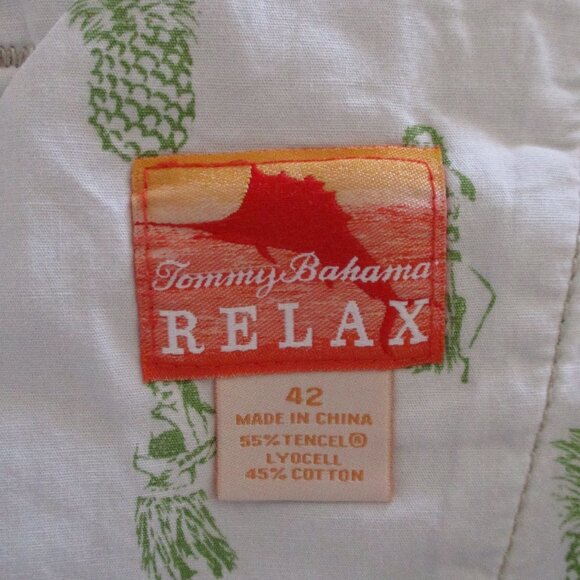 Tommy Bahama
RELAX
42
MADE IN CHINA
55% TENCEL®
LYOCELL
45% COTTON